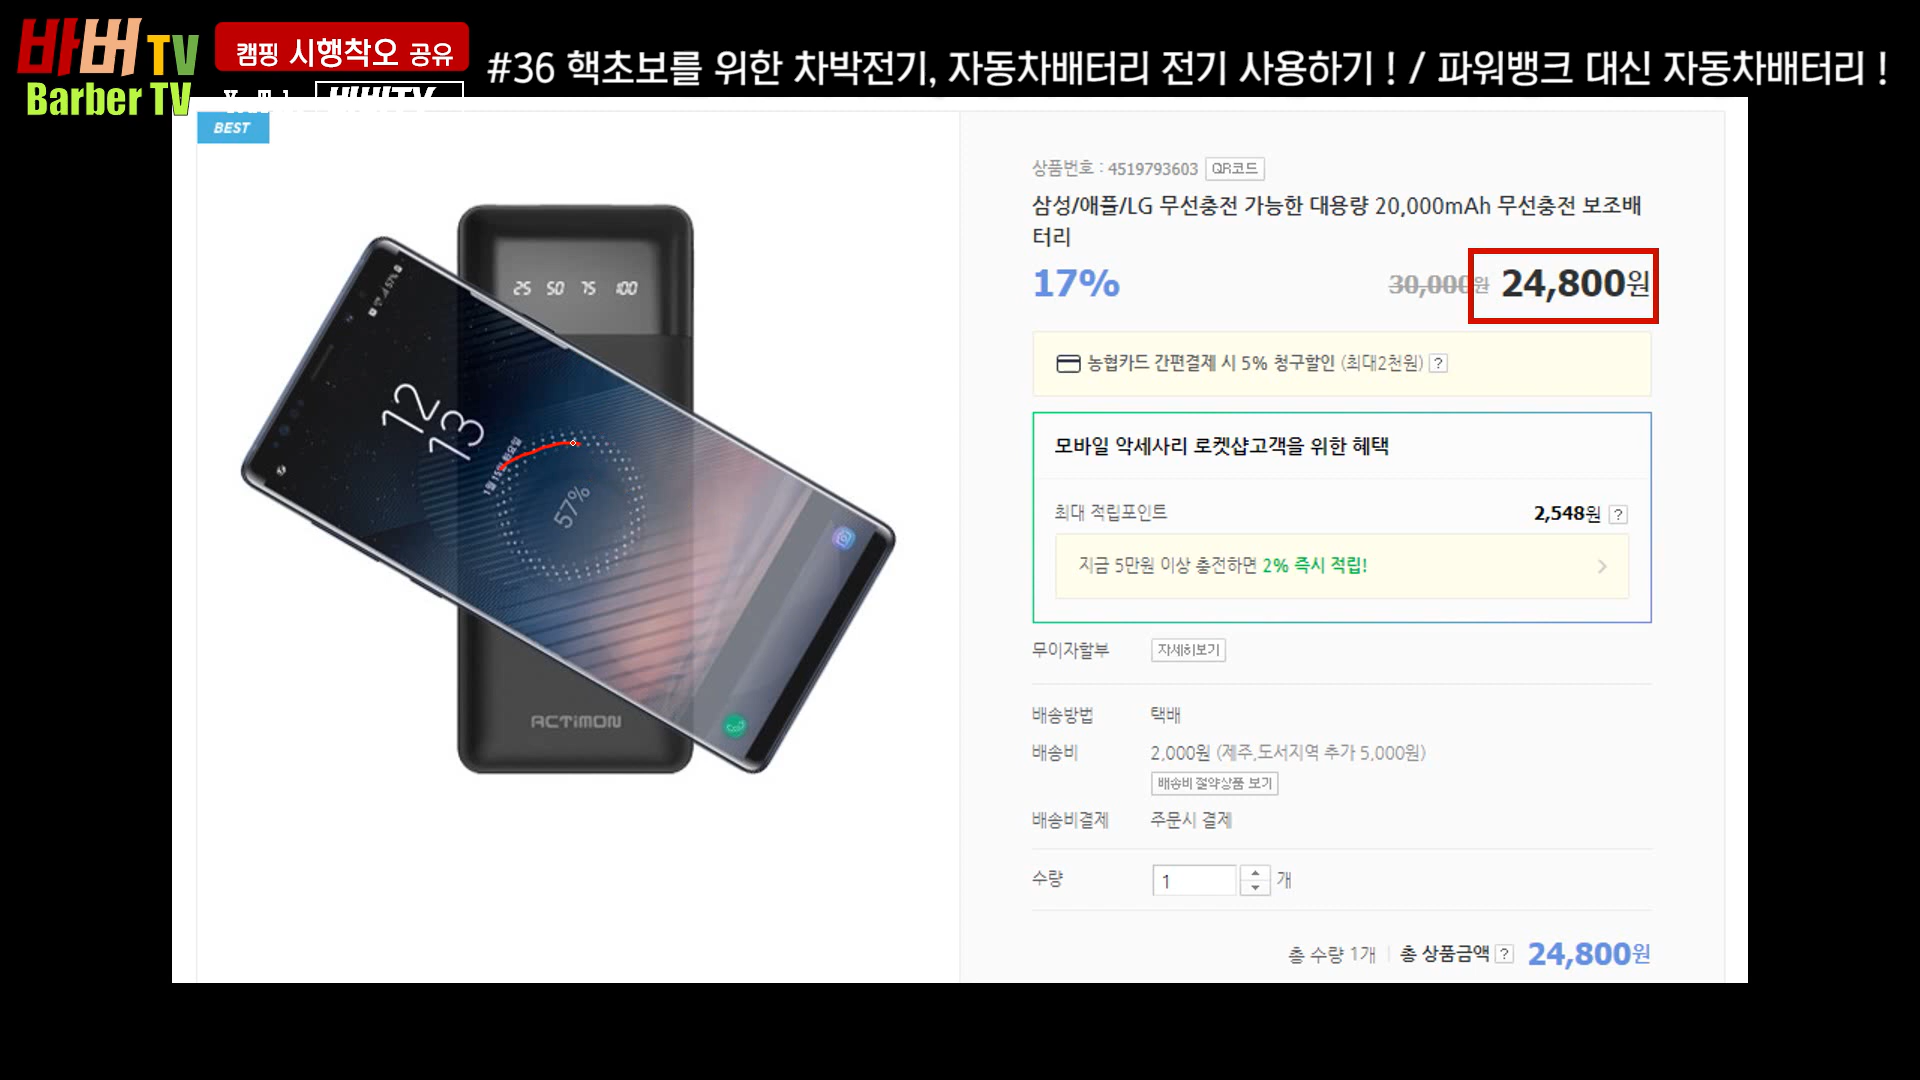 바버 TV
Barber TV
캠핑 시행착오 공유
#36 핵초보를 위한 차박전기, 자동차배터리 전기 사용하기 ! / 파워뱅크 대신 자동차배터리 !
BEST
상품번호 : 4519793603 QR코드
삼성/애플/LG 무선충전 가능한 대용량 20,000mAh 무선충전 보조배
터리
17% 30,000원 24,800원
농협카드 간편결제 시 5% 청구할인 (최대2천원) ?
모바일 악세사리 로켓샵고객을 위한 혜택
최대 적립포인트 2,548원 ?
지금 5만원 이상 충전하면 2% 즉시 적립!
무이자할부 자세히보기
배송방법 택배
배송비 2,000원 (제주,도서지역 추가 5,000원)
배송비 절약상품 보기
배송비결제 주문시 결제
수량 1 개
총 수량 1개 총 상품금액 ? 24,800원
25 50 75 100
57%
12
13
1월 15일 화요일
57%
ACTIMON